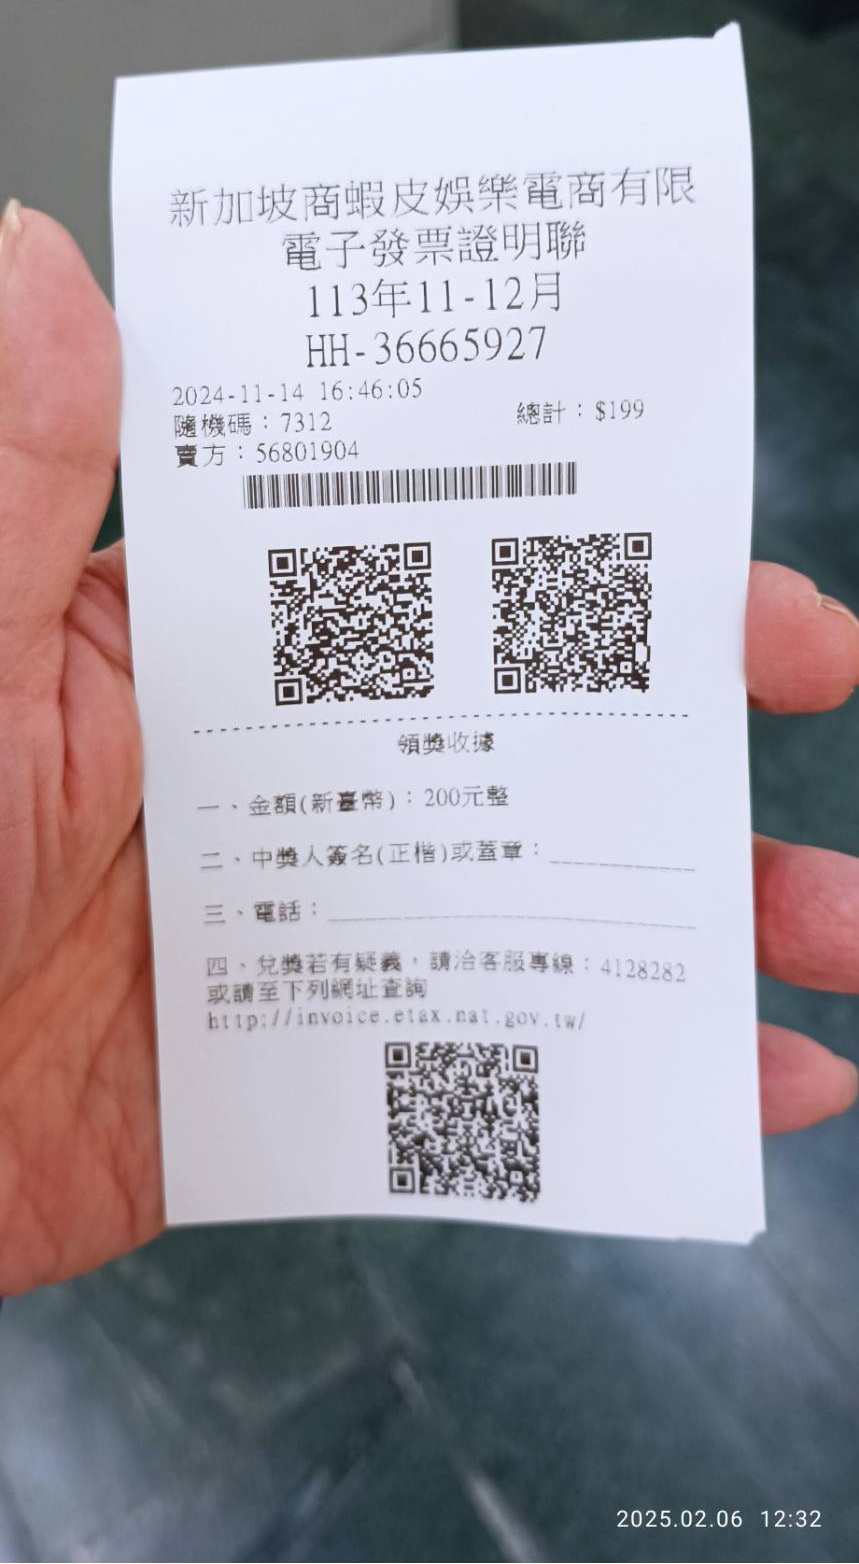 新加坡商蝦皮娛樂電商有限
電子發票證明聯
113年11-12月
HH-36665927
2024-11-14 16:46:05
隨機碼：7312 總計：$199
賣方：56801904
領獎收據
一、金額(新臺幣)：200元整
二、中獎人簽名(正楷)或蓋章：
三、電話：
四、兌獎若有疑義，請洽客服專線：4128282
或請至下列網址查詢
http://invoice.etax.nat.gov.tw/
2025.02.06 12:32